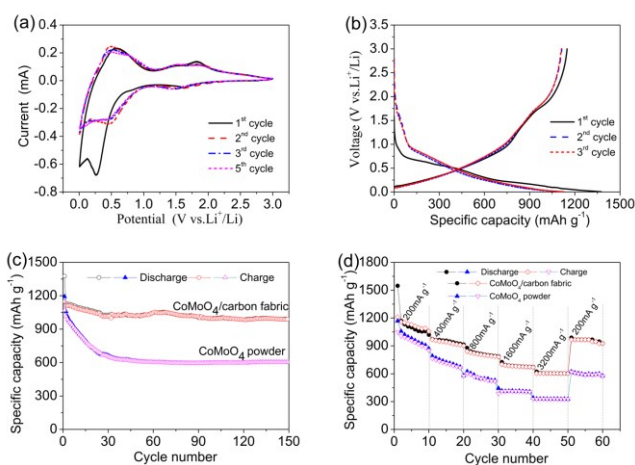 (a)
0.4
0.2
0.0
-0.2
-0.4
-0.6
-0.8
Current (mA)
1st cycle
2nd cycle
3rd cycle
5th cycle
0.0 0.5 1.0 1.5 2.0 2.5 3.0
Potential (V vs.Li+/Li)
(b)
3.5
3.0
2.5
2.0
1.5
1.0
0.5
0.0
Voltage (V vs.Li+/Li)
1st cycle
2nd cycle
3rd cycle
0 300 600 900 1200 1500
Specific capacity (mAh g-1)
(c)
1500
1200
900
600
300
0
Specific capacity (mAh g-1)
Discharge
Charge
CoMoO4/carbon fabric
CoMoO4 powder
0 30 60 90 120 150
Cycle number
(d)
1800
1500
1200
900
600
300
0
Specific capacity (mAh g-1)
Discharge
Charge
CoMoO4/carbon fabric
CoMoO4 powder
200mA g-1
400mA g-1
800mA g-1
1600mA g-1
3200mA g-1
200mA g-1
0 10 20 30 40 50 60
Cycle number